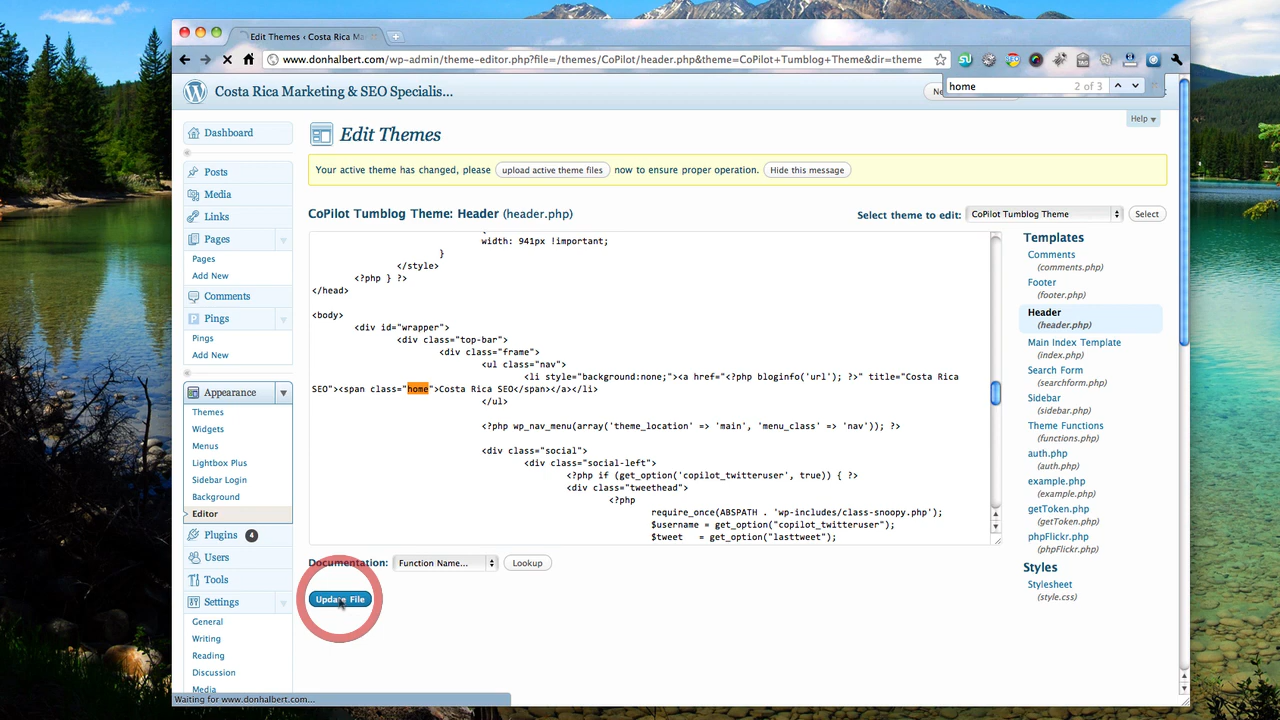 Edit Themes ‹ Costa Rica Ma
www.donhalbert.com/wp-admin/theme-editor.php?file=/themes/CoPilot/header.php&theme=CoPilot+Tumblog+Theme&dir=theme
home 2 of 3
Costa Rica Marketing & SEO Specialis...
Help
Dashboard
Posts
Media
Links
Pages
Pages
Add New
Comments
Pings
Pings
Add New
Appearance
Themes
Widgets
Menus
Lightbox Plus
Sidebar Login
Background
Editor
Plugins 4
Users
Tools
Settings
General
Writing
Reading
Discussion
Media
Edit Themes
Your active theme has changed, please upload active theme files now to ensure proper operation. Hide this message
CoPilot Tumblog Theme: Header (header.php)
Select theme to edit: CoPilot Tumblog Theme Select
width: 941px !important;
}
</style>
<?php } ?>
</head>
<body>
<div id="wrapper">
<div class="top-bar">
<div class="frame">
<ul class="nav">
<li style="background:none;"><a href="<?php bloginfo('url'); ?>" title="Costa Rica
SEO"><span class="home">Costa Rica SEO</span></a></li>
</ul>
<?php wp_nav_menu(array('theme_location' => 'main', 'menu_class' => 'nav')); ?>
<div class="social">
<div class="social-left">
<?php if (get_option('copilot_twitteruser', true)) { ?>
<div class="tweethead">
<?php
require_once(ABSPATH . 'wp-includes/class-snoopy.php');
$username = get_option("copilot_twitteruser");
$tweet = get_option("lasttweet");
Documentation: Function Name... Lookup
Update File
Templates
Comments
(comments.php)
Footer
(footer.php)
Header
(header.php)
Main Index Template
(index.php)
Search Form
(searchform.php)
Sidebar
(sidebar.php)
Theme Functions
(functions.php)
auth.php
(auth.php)
example.php
(example.php)
getToken.php
(getToken.php)
phpFlickr.php
(phpFlickr.php)
Styles
Stylesheet
(style.css)
Waiting for www.donhalbert.com...